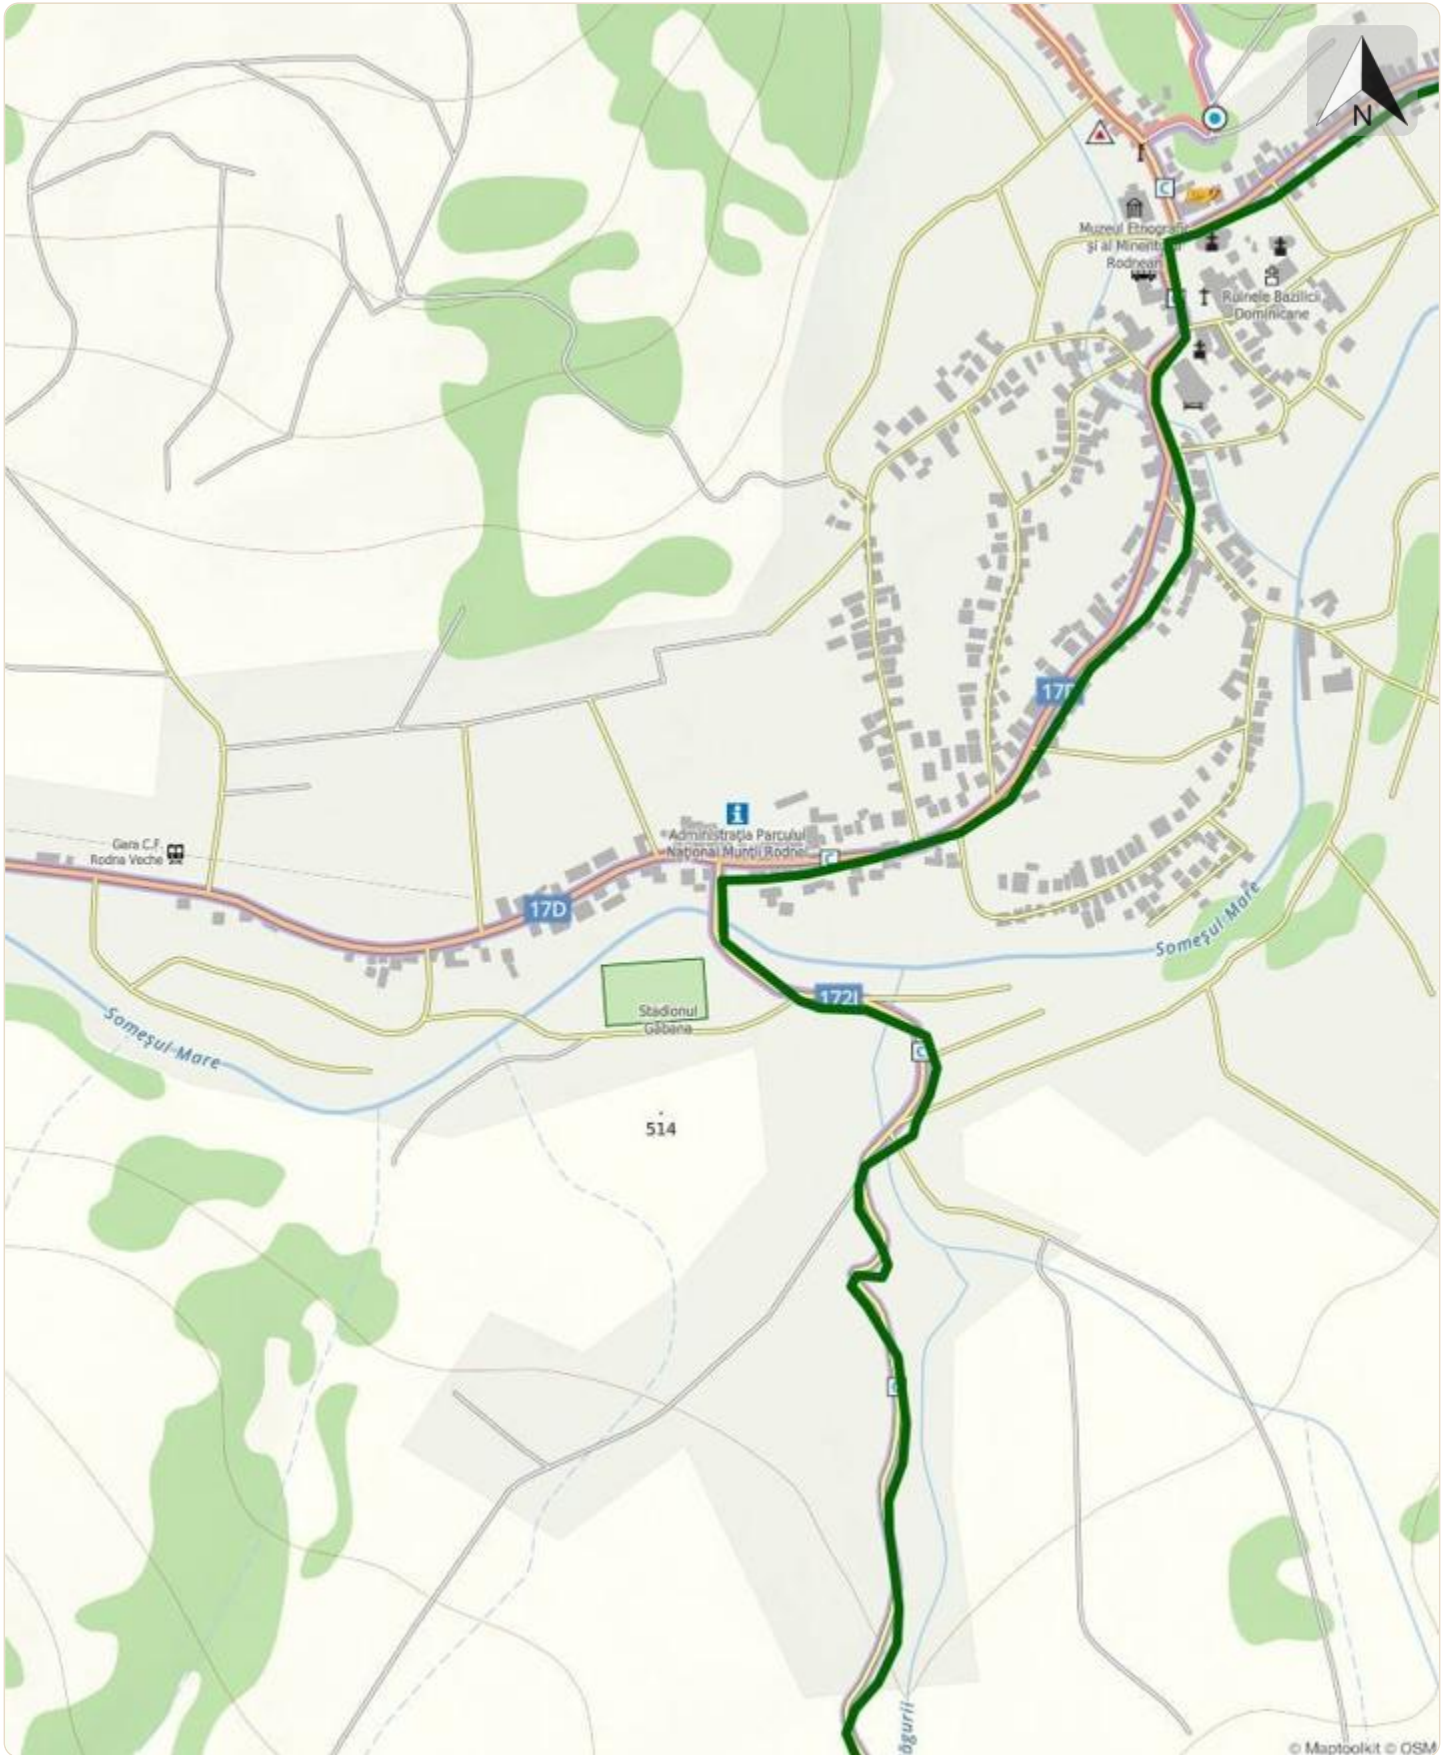 N
C
Muzeul Etnografic
și al Mineritului
Rodnean
Ruinele Bazilicii
Dominicane
Administrația Parcului
Național Munții Rodnei
C
Gara C.F.
Rodna Veche
17D
Someșul Mare
172I
Stadionul
Găbana
Someșul Mare
C
514
© Maptoolkit © OSM